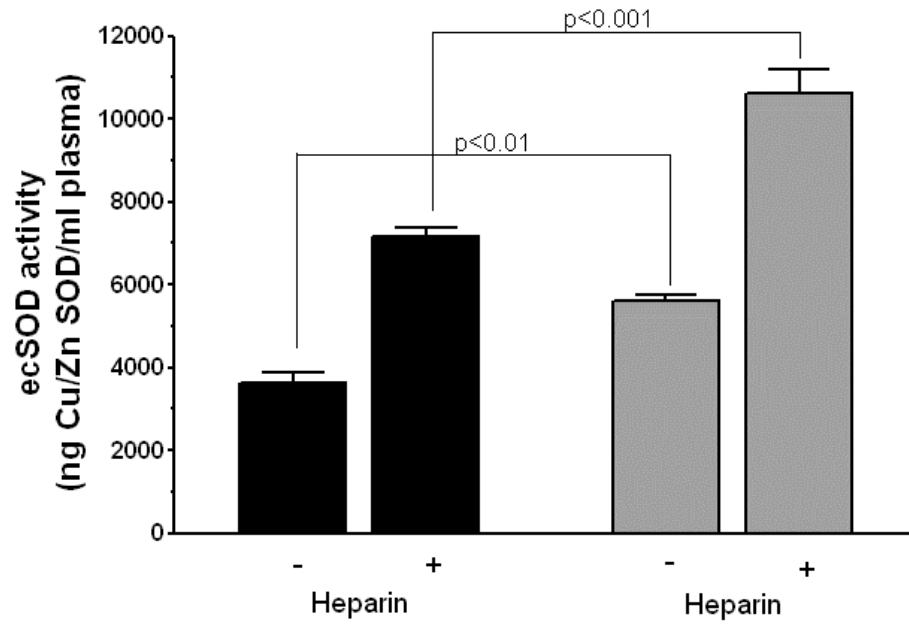 p<0.001
12000
10000
p<0.01
8000
6000
4000
2000
0
ecSOD activity
(ng Cu/Zn SOD/ml plasma)
- + - +
Heparin Heparin